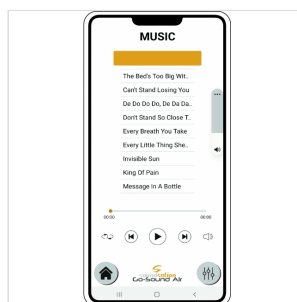 MUSIC
The Bed's Too Big Wit..
Can't Stand Losing You
De Do Do Do, De Da Da..
Don't Stand So Close T..
Every Breath You Take
Every Little Thing She..
Invisible Sun
King Of Pain
Message In A Bottle
00:00 00:00
soundsation
Go-Sound Air